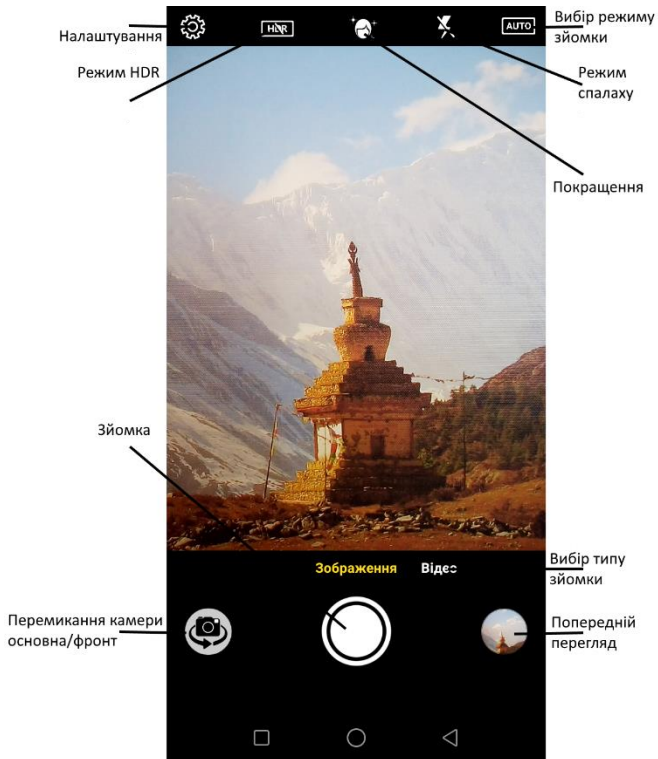 Налаштування
HDR
AUTO
Вибір режиму
зйомки
Режим HDR
Режим
спалаху
Покращення
Зйомка
Зображення
Відео
Вибір типу
зйомки
Перемикання камери
основна/фронт
Попередній
перегляд